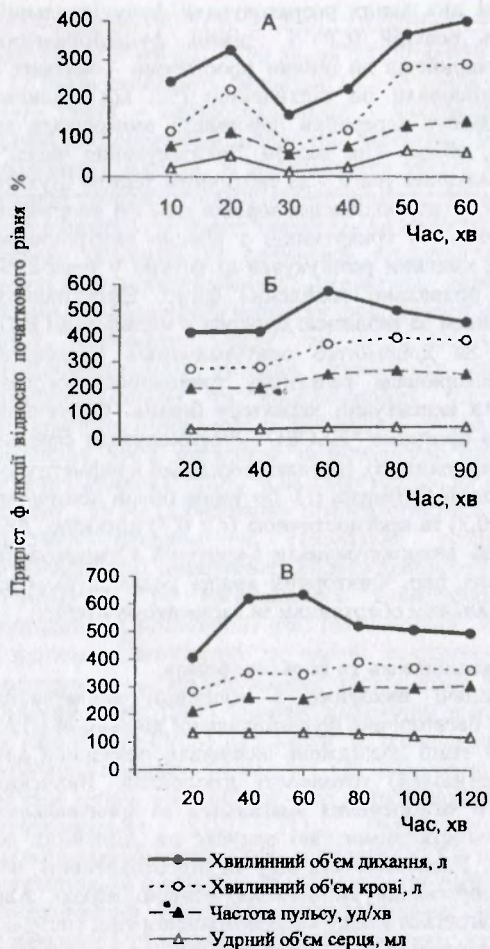 Приріст ф/лкції відносно початкового рівня %
А
400
300
200
100
0
10 20 30 40 50 60
Час, хв
Б
600
500
400
300
200
100
0
20 40 60 80 90
Час, хв
В
700
600
500
400
300
200
100
0
20 40 60 80 100 120
Час, хв
Хвилинний об'єм дихання, л
Хвилинний об'єм крові, л
Частота пульсу, уд/хв
Удрний об'єм серця, мл